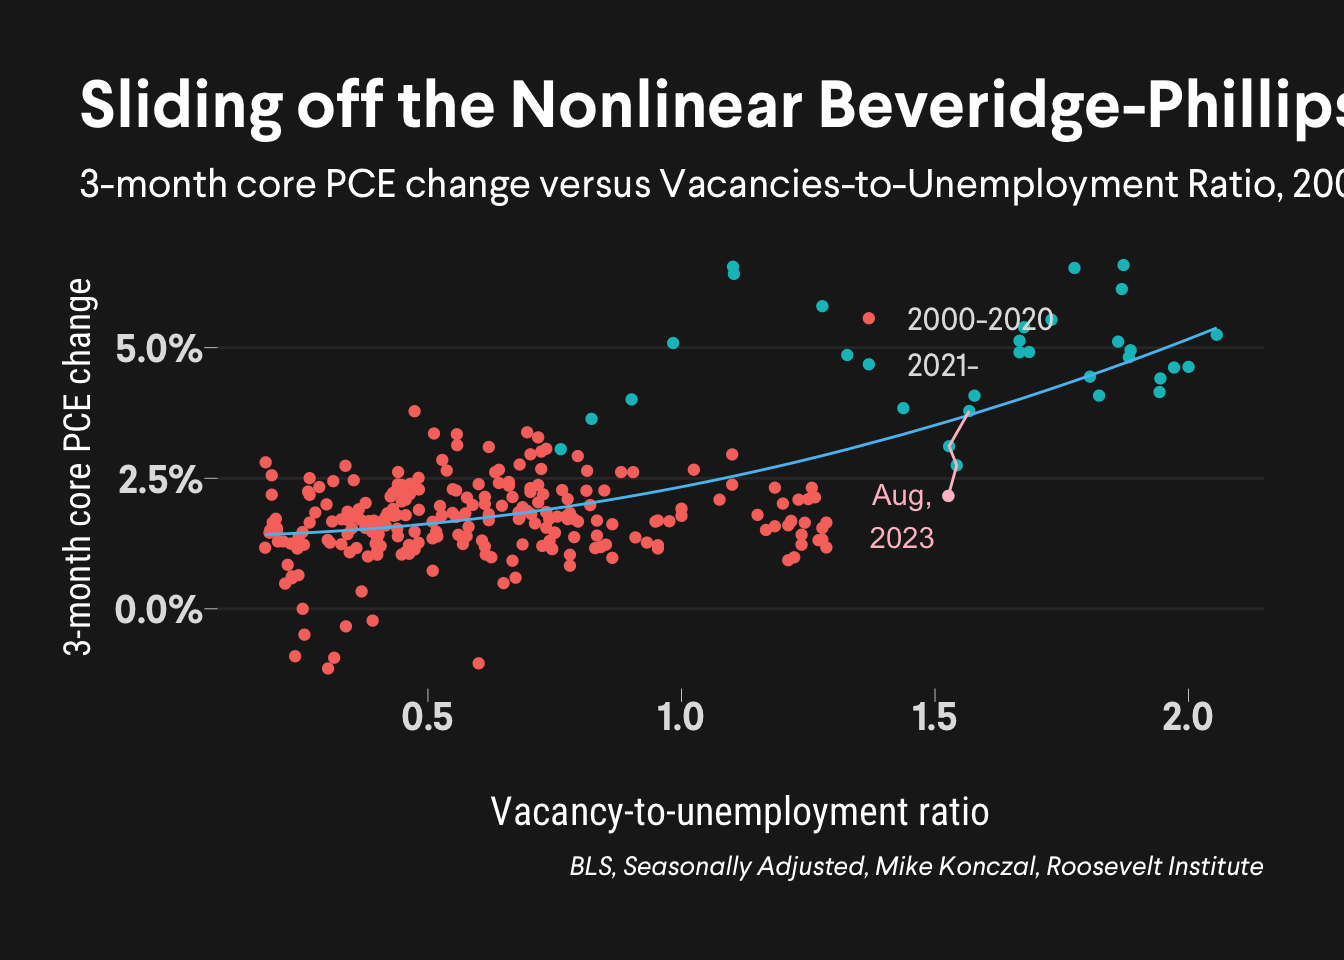 Sliding off the Nonlinear Beveridge-Phillips
3-month core PCE change versus Vacancies-to-Unemployment Ratio, 200
3-month core PCE change
5.0%
2.5%
0.0%
2000-2020
2021-
Aug,
2023
0.5
1.0
1.5
2.0
Vacancy-to-unemployment ratio
BLS, Seasonally Adjusted, Mike Konczal, Roosevelt Institute